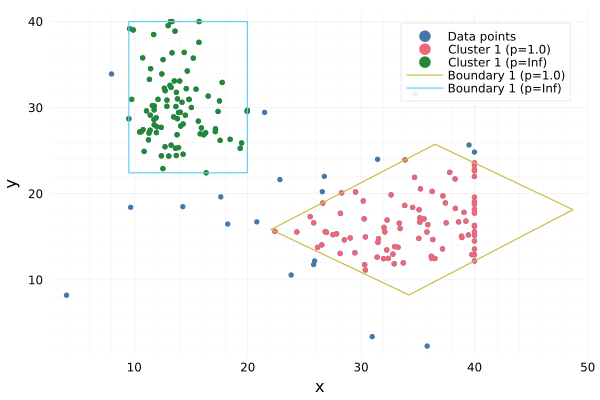 40
30
20
10
y
Data points
Cluster 1 (p=1.0)
Cluster 1 (p=Inf)
Boundary 1 (p=1.0)
Boundary 1 (p=Inf)
10
20
30
40
50
x